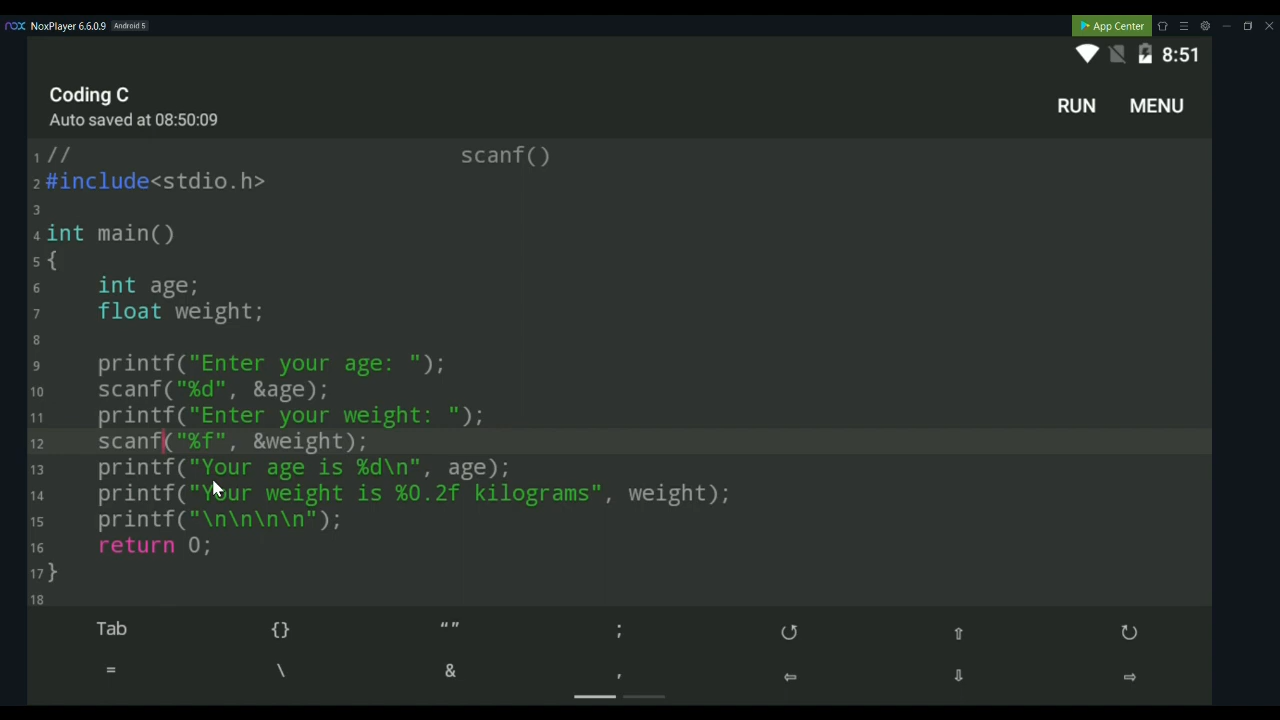 nox NoxPlayer 6.6.0.9 Android 5 App Center
8:51
Coding C
Auto saved at 08:50:09
RUN MENU
1 // scanf()
2 #include<stdio.h>
3
4 int main()
5 {
6 int age;
7 float weight;
8
9 printf("Enter your age: ");
10 scanf("%d", &age);
11 printf("Enter your weight: ");
12 scanf("%f", &weight);
13 printf("Your age is %d\n", age);
14 printf("Your weight is %0.2f kilograms", weight);
15 printf("\n\n\n\n");
16 return 0;
17 }
18
Tab {} “” ;
= \ & ,